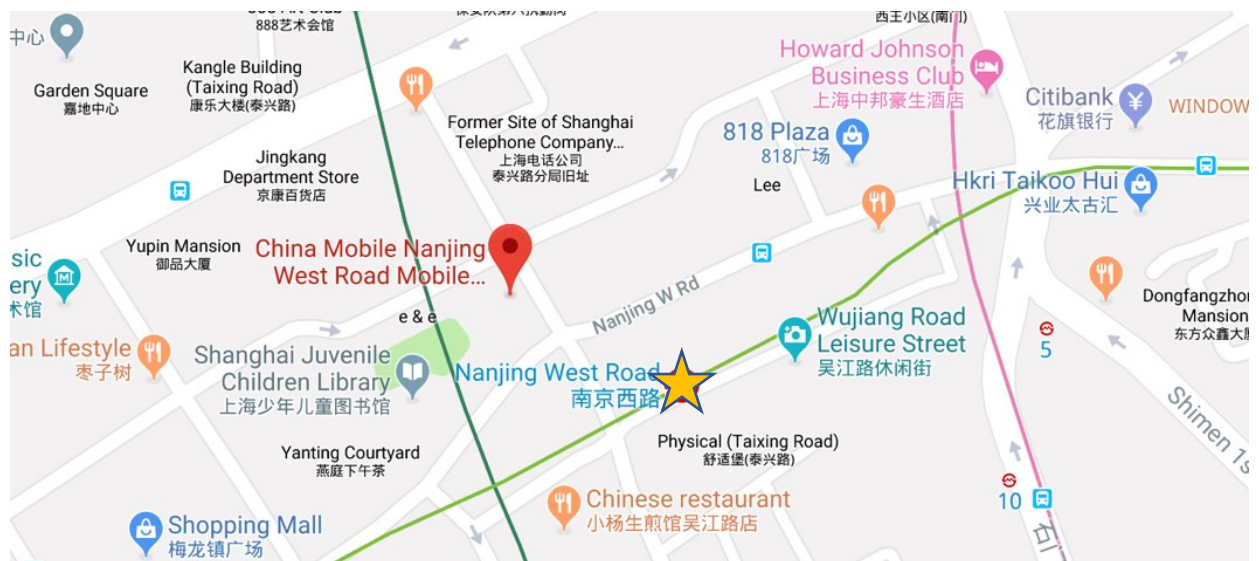 888艺术会馆
中心
Garden Square
嘉地中心
Kangle Building
(Taixing Road)
康乐大楼(泰兴路)
西王小区(南门)
Howard Johnson
Business Club
上海中邦豪生酒店
Citibank
花旗银行
WINDOW
Former Site of Shanghai
Telephone Company...
上海电话公司
泰兴路分局旧址
818 Plaza
818广场
Lee
Jingkang
Department Store
京康百货店
Hkri Taikoo Hui
兴业太古汇
Yupin Mansion
御品大厦
China Mobile Nanjing
West Road Mobile...
sic
ery
术馆
Nanjing W Rd
Dongfangzho
Mansion
东方众鑫大厦
e & e
Wujiang Road
Leisure Street
吴江路休闲街
5
an Lifestyle
枣子树
Shanghai Juvenile
Children Library
上海少年儿童图书馆
Nanjing West Road
南京西路
Shimen 1s
Physical (Taixing Road)
舒适堡(泰兴路)
Yanting Courtyard
燕庭下午茶
10
Chinese restaurant
小杨生煎馆吴江路店
Shopping Mall
梅龙镇广场
石